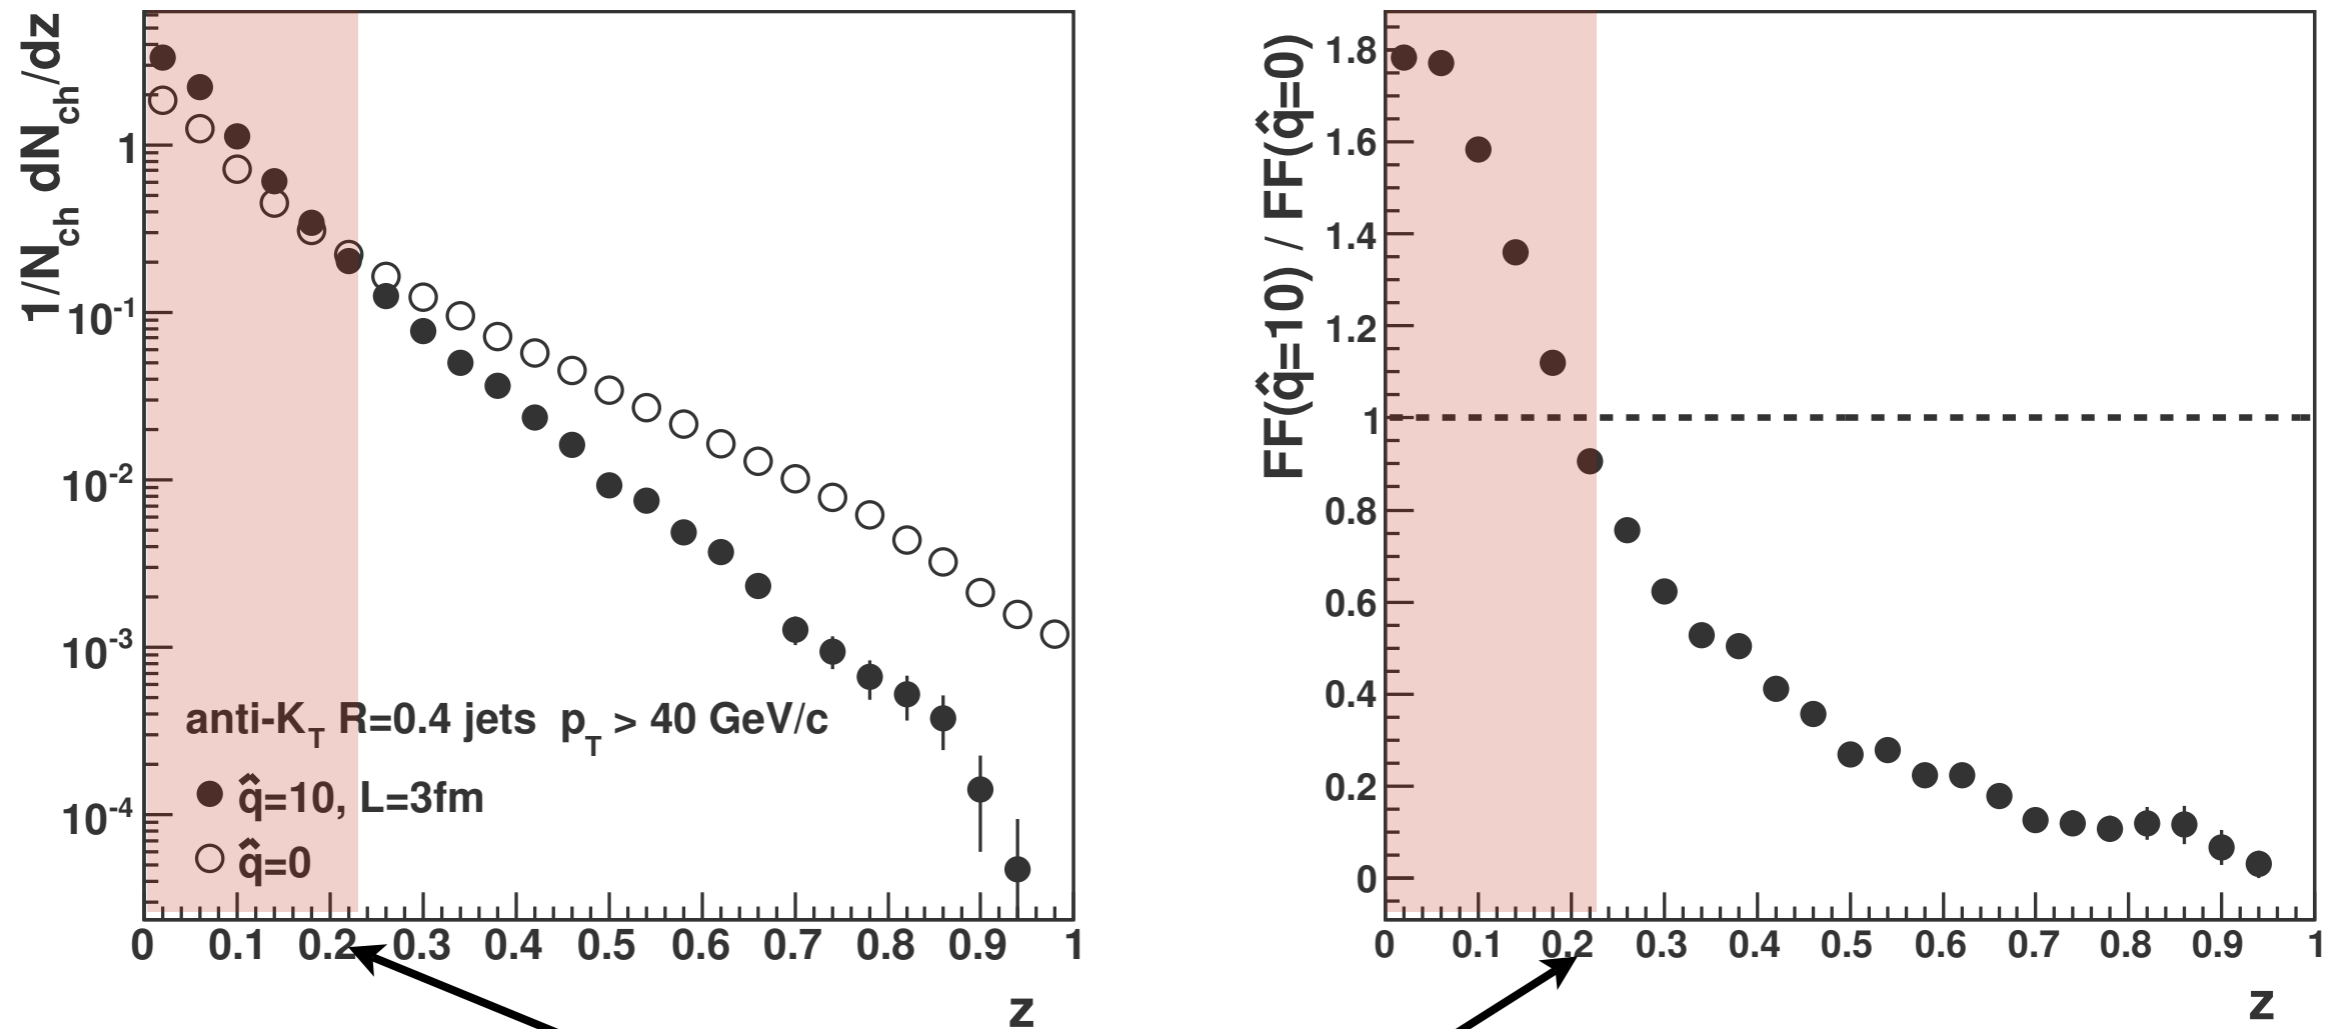 1/Nch dNch/dz
1
10-1
10-2
10-3
10-4
anti-KT R=0.4 jets pT > 40 GeV/c
q̂=10, L=3fm
q̂=0
0 0.1 0.2 0.3 0.4 0.5 0.6 0.7 0.8 0.9 1
z
FF(q̂=10) / FF(q̂=0)
1.8
1.6
1.4
1.2
1
0.8
0.6
0.4
0.2
0
0 0.1 0.2 0.3 0.4 0.5 0.6 0.7 0.8 0.9 1
z